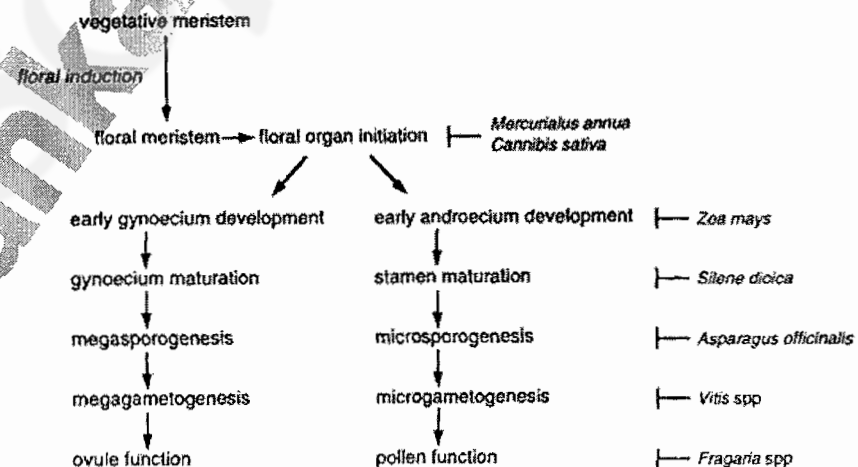 vegetative meristem
floral induction
floral meristem floral organ initiation Mercurialus annua
Cannibis sativa
early gynoecium development early androecium development Zea mays
gynoecium maturation stamen maturation Silene dioica
megasporogenesis microsporogenesis Asparagus officinalis
megagametogenesis microgametogenesis Vitis spp
ovule function pollen function Fragaria spp